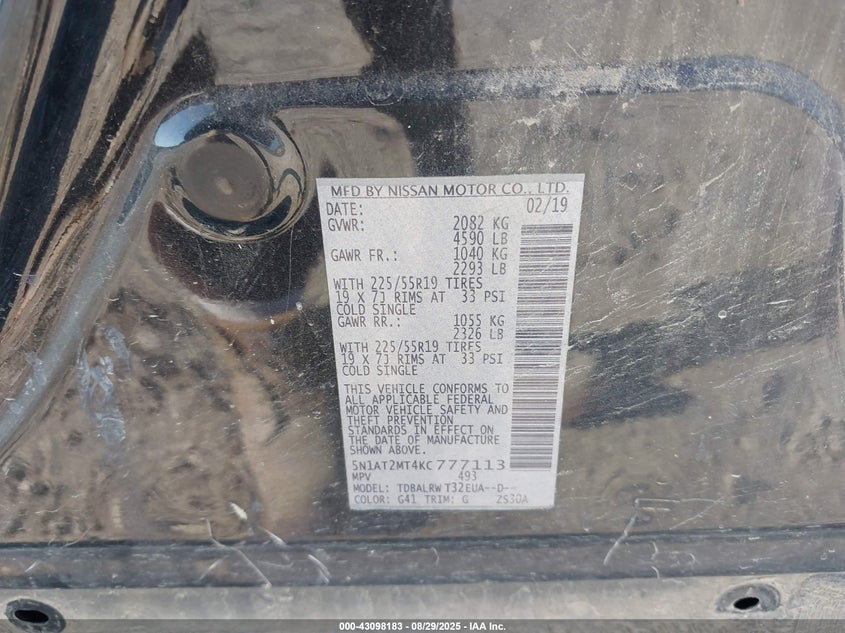 MFD BY NISSAN MOTOR CO., LTD.
DATE: 02/19
GVWR: 2082 KG
4590 LB
GAWR FR.: 1040 KG
2293 LB
WITH 225/55R19 TIRES
19 X 7J RIMS AT 33 PSI
COLD SINGLE
GAWR RR.: 1055 KG
2326 LB
WITH 225/55R19 TIRES
19 X 7J RIMS AT 33 PSI
COLD SINGLE
THIS VEHICLE CONFORMS TO
ALL APPLICABLE FEDERAL
MOTOR VEHICLE SAFETY AND
THEFT PREVENTION
STANDARDS IN EFFECT ON
THE DATE OF MANUFACTURE
SHOWN ABOVE.
5N1AT2MT4KC777113
MPV 493
MODEL: TDBALRW T32EUA--D--
COLOR: G41 TRIM: G ZS30A
000-43098183 - 08/29/2025 - IAA Inc.